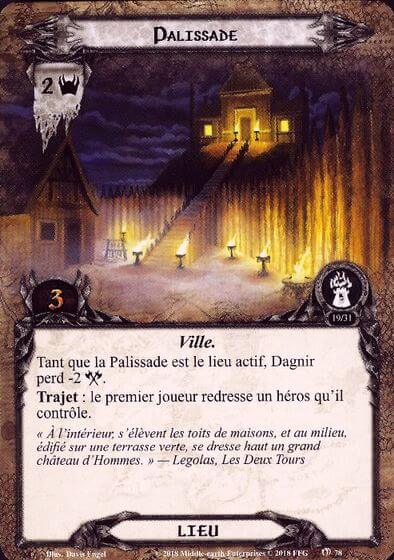 PALISSADE
2
3
19/31
Ville.
Tant que la Palissade est le lieu actif, Dagnir
perd -2 .
Trajet : le premier joueur redresse un héros qu'il
contrôle.
« À l'intérieur, s'élèvent les toits de maisons, et au milieu,
édifié sur une terrasse verte, se dresse haut un grand
château d'Hommes. » — Legolas, Les Deux Tours
LIEU
Illus. Davis Engel
©2018 Middle-earth Enterprises © 2018 FFG
78